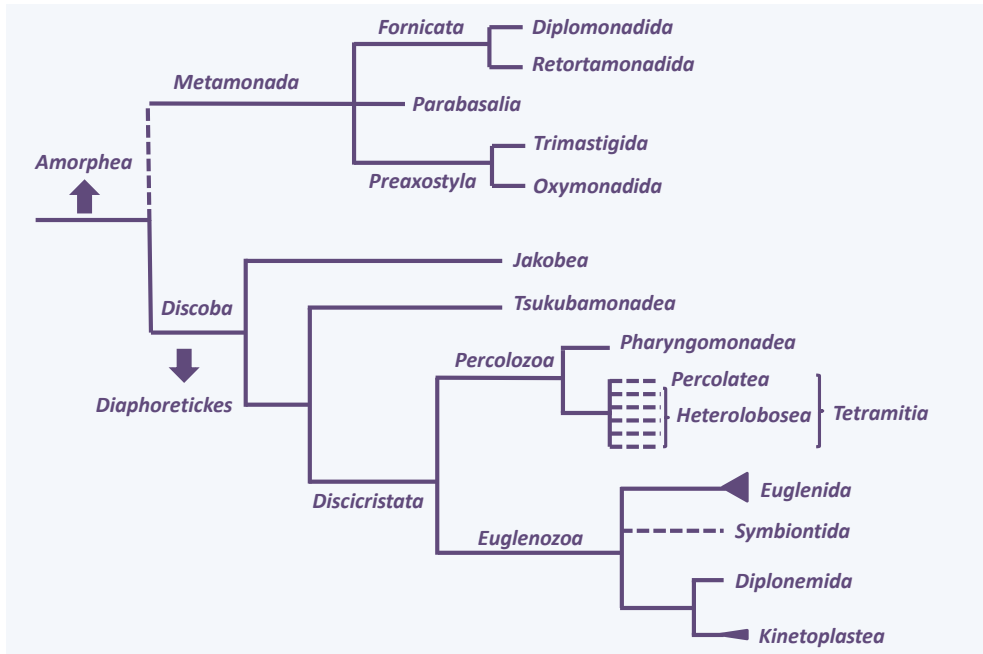 Fornicata
Diplomonadida
Retortamonadida
Metamonada
Parabasalia
Trimastigida
Amorphea
Preaxostyla
Oxymonadida
Jakobea
Discoba
Tsukubamonadea
Pharyngomonadea
Percolozoa
Percolatea
Diaphoretickes
Heterolobosea
Tetramitia
Discicristata
Euglenida
Euglenozoa
Symbiontida
Diplonemida
Kinetoplastea